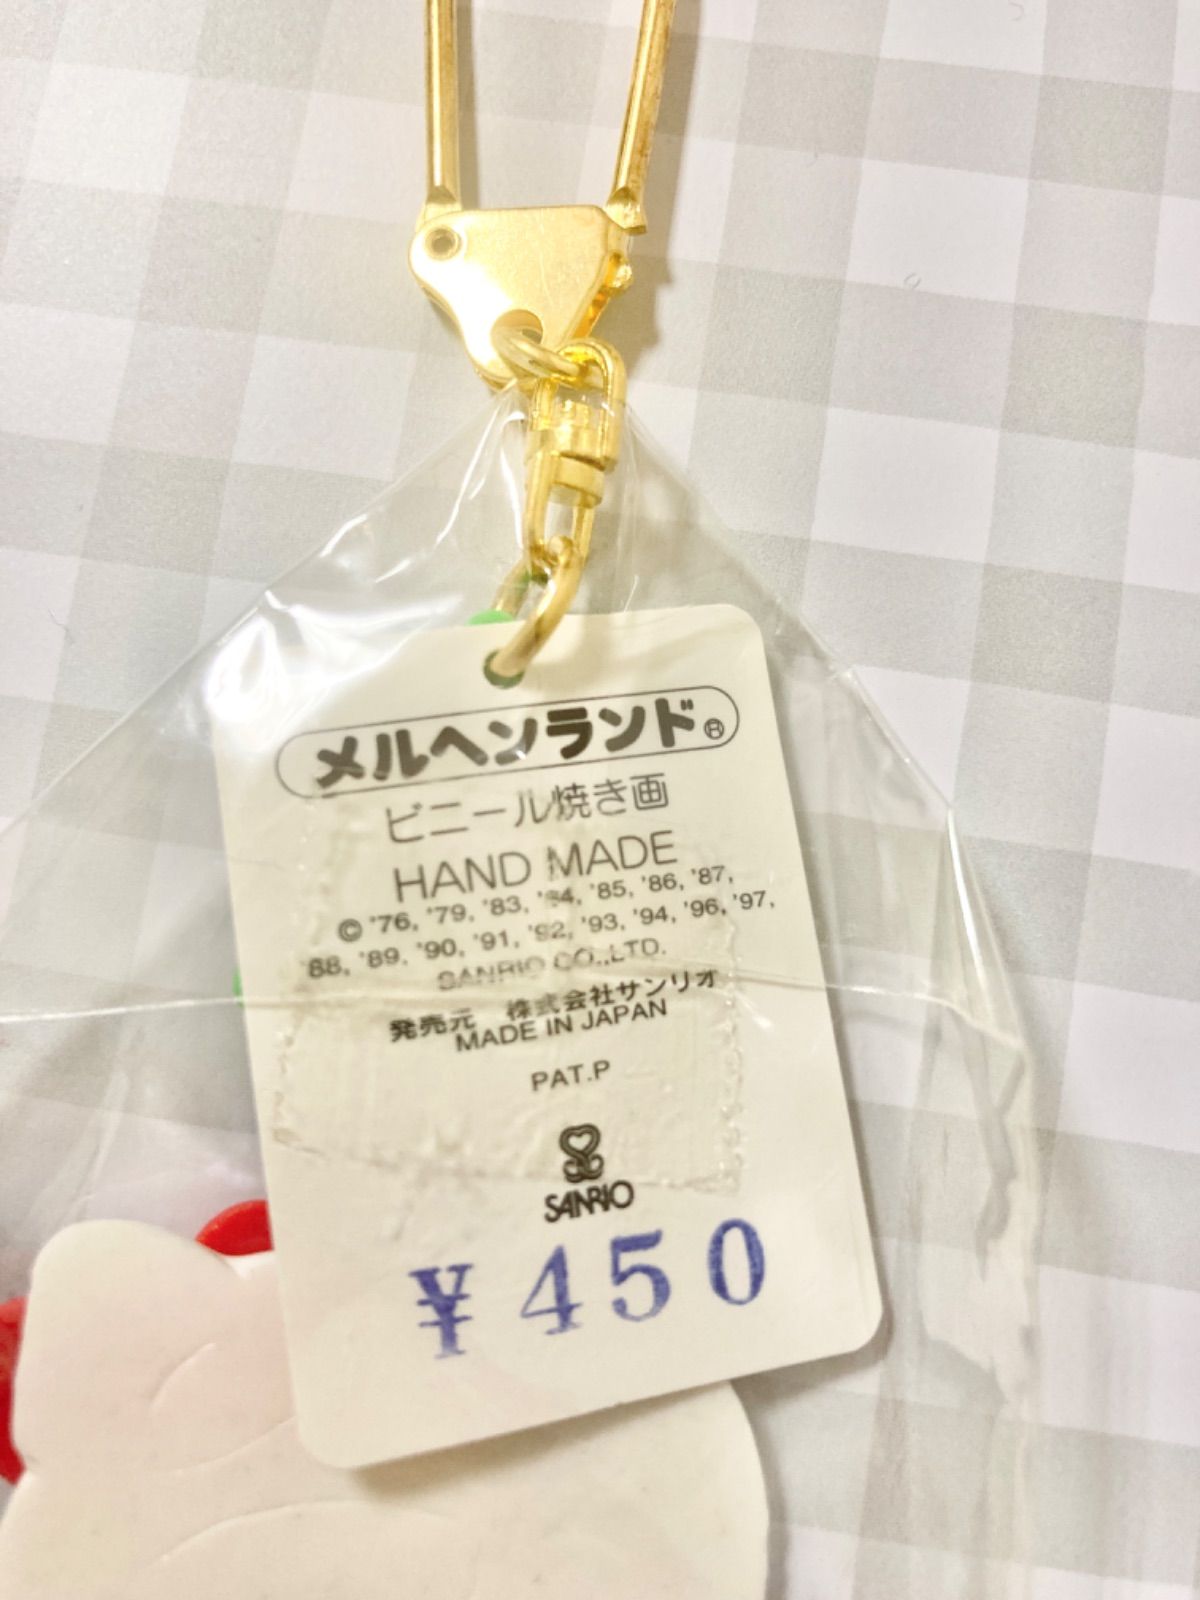 メルヘンランド®
ビニール焼き画
HAND MADE
© '76, '79, '83, '84, '85, '86, '87,
'88, '89, '90, '91, '92, '93, '94, '96, '97,
SANRIO CO.,LTD.
発売元 株式会社サンリオ
MADE IN JAPAN
PAT.P
SANRIO
¥450